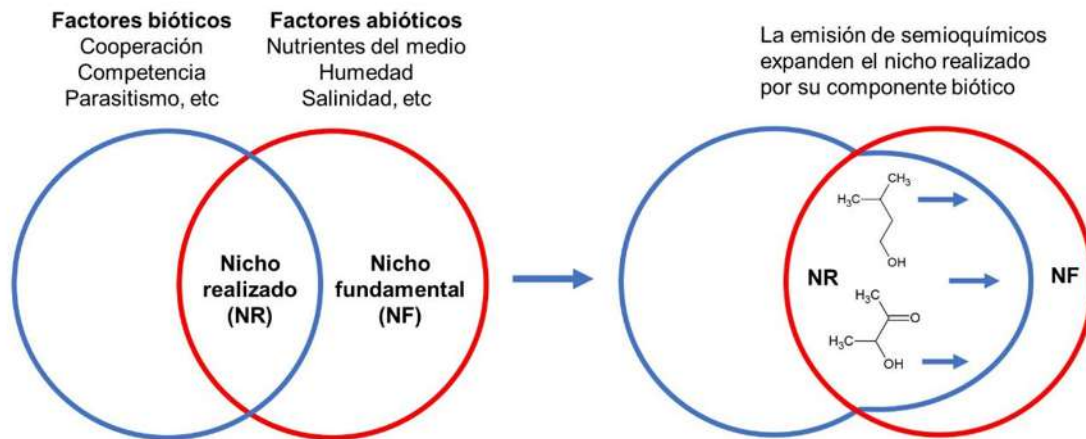 Factores bióticos
Cooperación
Competencia
Parasitismo, etc
Factores abióticos
Nutrientes del medio
Humedad
Salinidad, etc
Nicho
realizado
(NR)
Nicho
fundamental
(NF)
La emisión de semioquímicos
expanden el nicho realizado
por su componente biótico
CH₃
H₃C
OH
NR
NF
CH₃
O
H₃C
OH